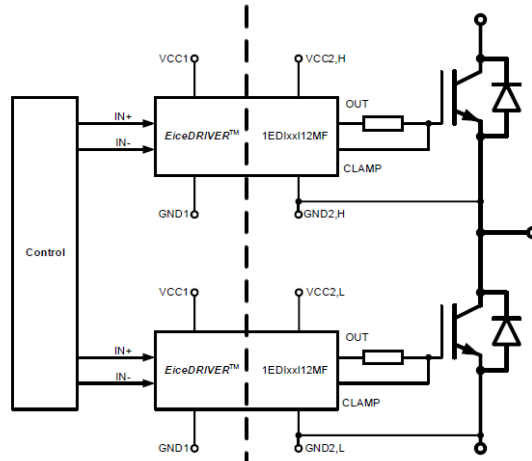 VCC1
VCC2,H
IN+
EiceDRIVER™
1EDIxxI12MF
OUT
IN-
CLAMP
GND1
GND2,H
Control
VCC1
VCC2,L
OUT
IN+
EiceDRIVER™
1EDIxxI12MF
IN-
CLAMP
GND1
GND2,L